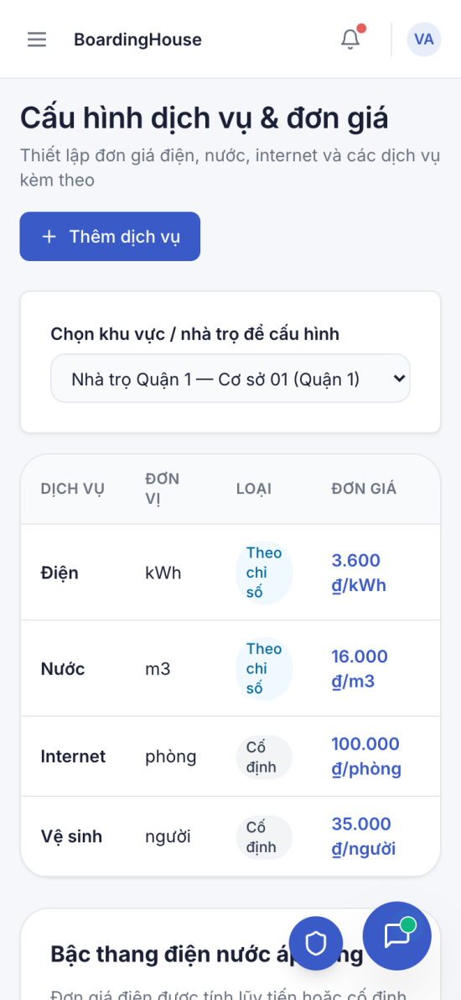 BoardingHouse
VA
Cấu hình dịch vụ & đơn giá
Thiết lập đơn giá điện, nước, internet và các dịch vụ
kèm theo
+ Thêm dịch vụ
Chọn khu vực / nhà trọ để cấu hình
Nhà trọ Quận 1 — Cơ sở 01 (Quận 1)
DỊCH VỤ
ĐƠN
VỊ
LOẠI
ĐƠN GIÁ
Điện
kWh
Theo
chỉ
số
3.600
₫/kWh
Nước
m3
Theo
chỉ
số
16.000
₫/m3
Internet
phòng
Cố
định
100.000
₫/phòng
Vệ sinh
người
Cố
định
35.000
₫/người
Bậc thang điện nước
Đơn giá điện được tính lũy tiến hoặc cố định